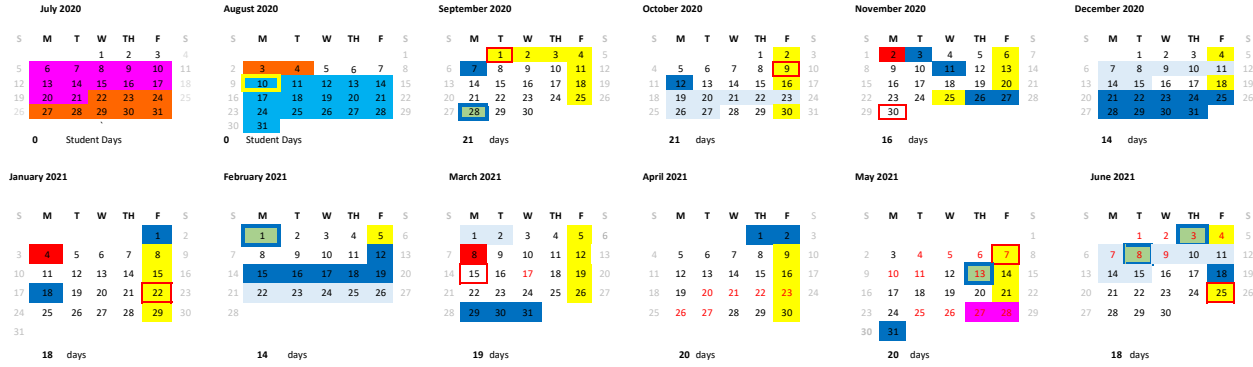 July 2020
S M T W TH F S
1 2 3 4
5 6 7 8 9 10 11
12 13 14 15 16 17 18
19 20 21 22 23 24 25
26 27 28 29 30 31
0 Student Days
August 2020
M T W TH F S
1
2 3 4 5 6 7 8
9 10 11 12 13 14 15
16 17 18 19 20 21 22
23 24 25 26 27 28 29
30 31
0 Student Days
September 2020
S M T W TH F S
1 2 3 4 5
6 7 8 9 10 11 12
13 14 15 16 17 18 19
20 21 22 23 24 25 26
27 28 29 30
21 days
October 2020
S M T W TH F S
1 2 3
4 5 6 7 8 9 10
11 12 13 14 15 16 17
18 19 20 21 22 23 24
25 26 27 28 29 30 31
21 days
November 2020
S M T W TH F S
1 2 3 4 5 6 7
8 9 10 11 12 13 14
15 16 17 18 19 20 21
22 23 24 25 26 27 28
29 30
16 days
December 2020
S M T W TH F S
1 2 3 4 5
6 7 8 9 10 11 12
13 14 15 16 17 18 19
20 21 22 23 24 25 26
27 28 29 30 31
14 days
January 2021
S M T W TH F S
1 2
3 4 5 6 7 8 9
10 11 12 13 14 15 16
17 18 19 20 21 22 23
24 25 26 27 28 29 30
31
18 days
February 2021
S M T W TH F S
1 2 3 4 5 6
7 8 9 10 11 12 13
14 15 16 17 18 19 20
21 22 23 24 25 26 27
28
14 days
March 2021
S M T W TH F S
1 2 3 4 5 6
7 8 9 10 11 12 13
14 15 16 17 18 19 20
21 22 23 24 25 26 27
28 29 30 31
19 days
April 2021
S M T W TH F S
1 2 3
4 5 6 7 8 9 10
11 12 13 14 15 16 17
18 19 20 21 22 23 24
25 26 27 28 29 30
20 days
May 2021
S M T W TH F S
1
2 3 4 5 6 7 8
9 10 11 12 13 14 15
16 17 18 19 20 21 22
23 24 25 26 27 28 29
30 31
20 days
June 2021
S M T W TH F S
1 2 3 4 5
6 7 8 9 10 11 12
13 14 15 16 17 18 19
20 21 22 23 24 25 26
27 28 29 30
18 days